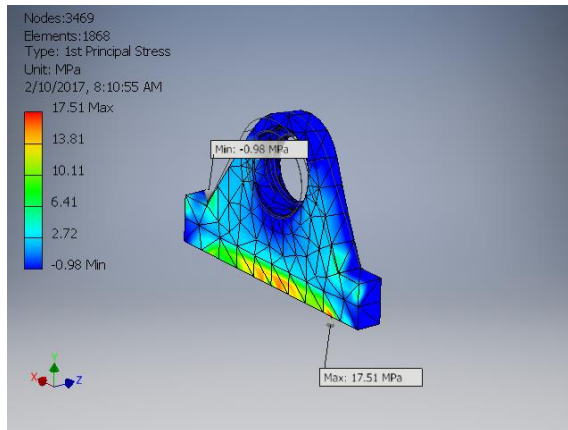 Nodes:3469
Elements:1868
Type: 1st Principal Stress
Unit: MPa
2/10/2017, 8:10:55 AM
17.51 Max
13.81
10.11
6.41
2.72
-0.98 Min
Min: -0.98 MPa
Max: 17.51 MPa
Y
X
Z